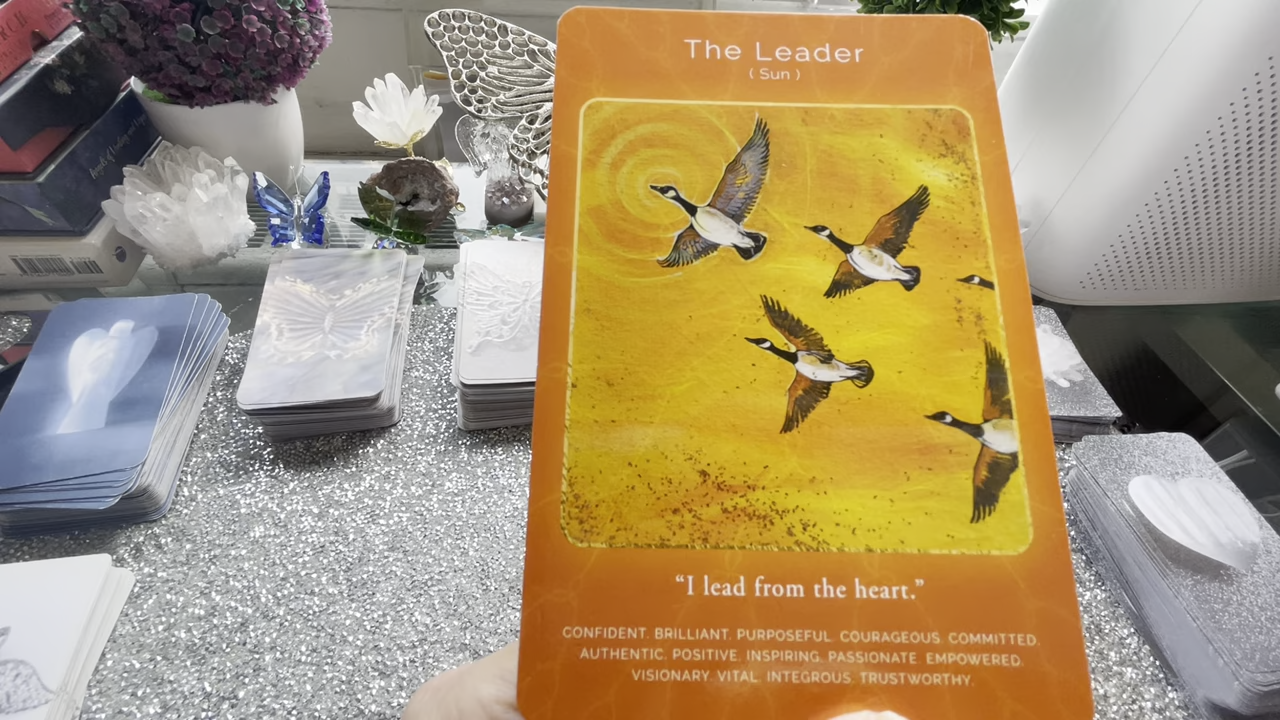 The Leader
( Sun )
“I lead from the heart.”
CONFIDENT. BRILLIANT. PURPOSEFUL. COURAGEOUS. COMMITTED.
AUTHENTIC. POSITIVE. INSPIRING. PASSIONATE. EMPOWERED.
VISIONARY. VITAL. INTEGROUS. TRUSTWORTHY.